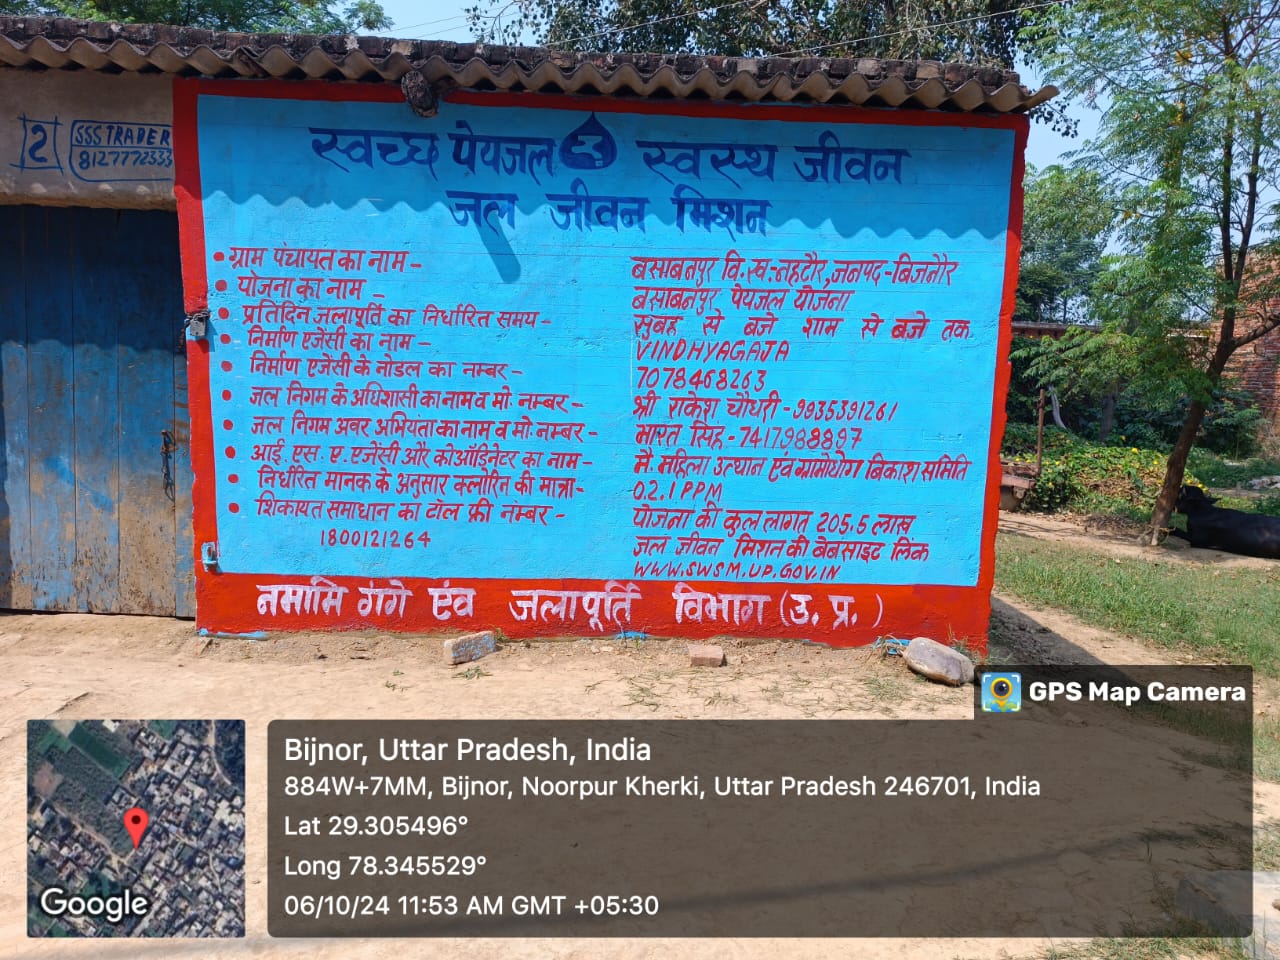 2
SSS TRADER
8127772333
स्वच्छ पेयजल स्वस्थ जीवन
जल जीवन मिशन
• ग्राम पंचायत का नाम - बसाबनपुर वि.ख:-नहटौर, जनपद-बिजनौर
• योजना का नाम - बसाबनपुर पेयजल योजना
• प्रतिदिन जलापूर्ति का निर्धारित समय - सुबह से बजे शाम से बजे तक
• निर्माण एजेंसी का नाम - VINDHYAGAJA
• निर्माण एजेंसी के नोडल का नम्बर - 7078468263
• जल निगम के अधिशासी का नाम व मो. नम्बर - श्री राकेश चौधरी - 9935391261
• जल निगम अवर अभियंता का नाम व मो. नम्बर - भारत सिंह - 7417988897
• आई. एस. ए. एजेंसी और कोऑर्डिनेटर का नाम - मै. महिला उत्थान एवं ग्रामोयोग बिकाश समिति
• निर्धरित मानक के अनुसार क्लोरिन की मात्रा - 0.2.1 PPM
• शिकायत समाधान का टोल फ्री नम्बर - योजना की कुल लागत 205.5 लाख
1800121264 जल जीवन मिशन की बेबसाइट लिंक
WWW.SWSM.UP.GOV.IN
नमामि गंगे एंव जलापूर्ति विभाग (उ. प्र.)
GPS Map Camera
Bijnor, Uttar Pradesh, India
884W+7MM, Bijnor, Noorpur Kherki, Uttar Pradesh 246701, India
Lat 29.305496°
Long 78.345529°
06/10/24 11:53 AM GMT +05:30
Google